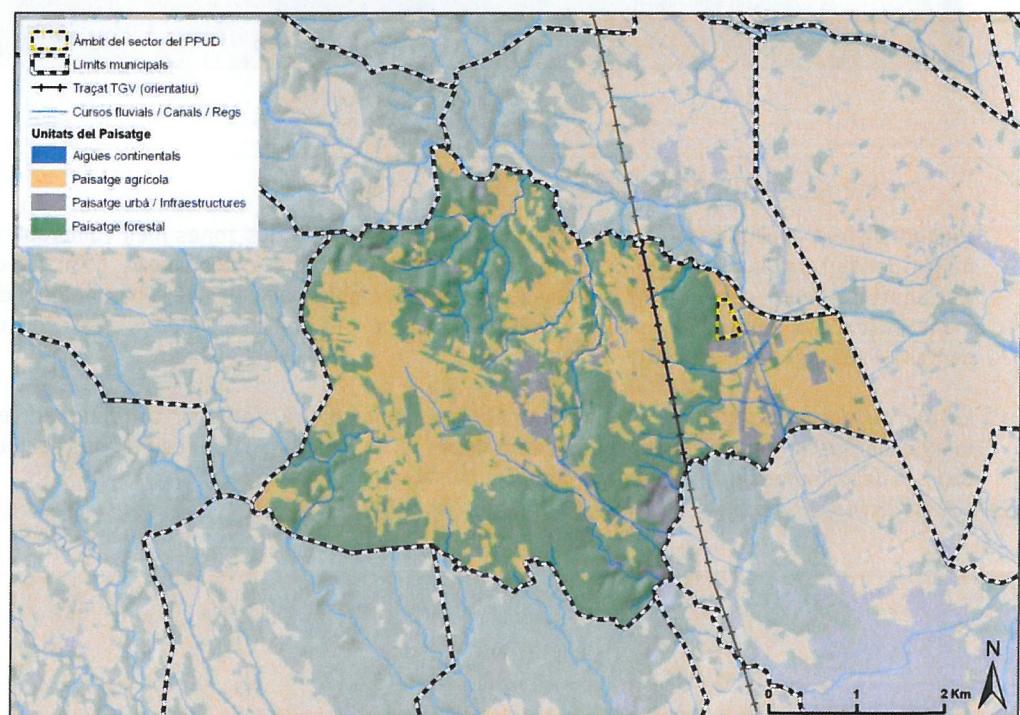 Àmbit del sector del PPUD
Límits municipals
Traçat TGV (orientatiu)
Cursos fluvials / Canals / Regs
Unitats del Paisatge
Aigües continentals
Paisatge agrícola
Paisatge urbà / Infraestructures
Paisatge forestal
N
0 1 2 Km